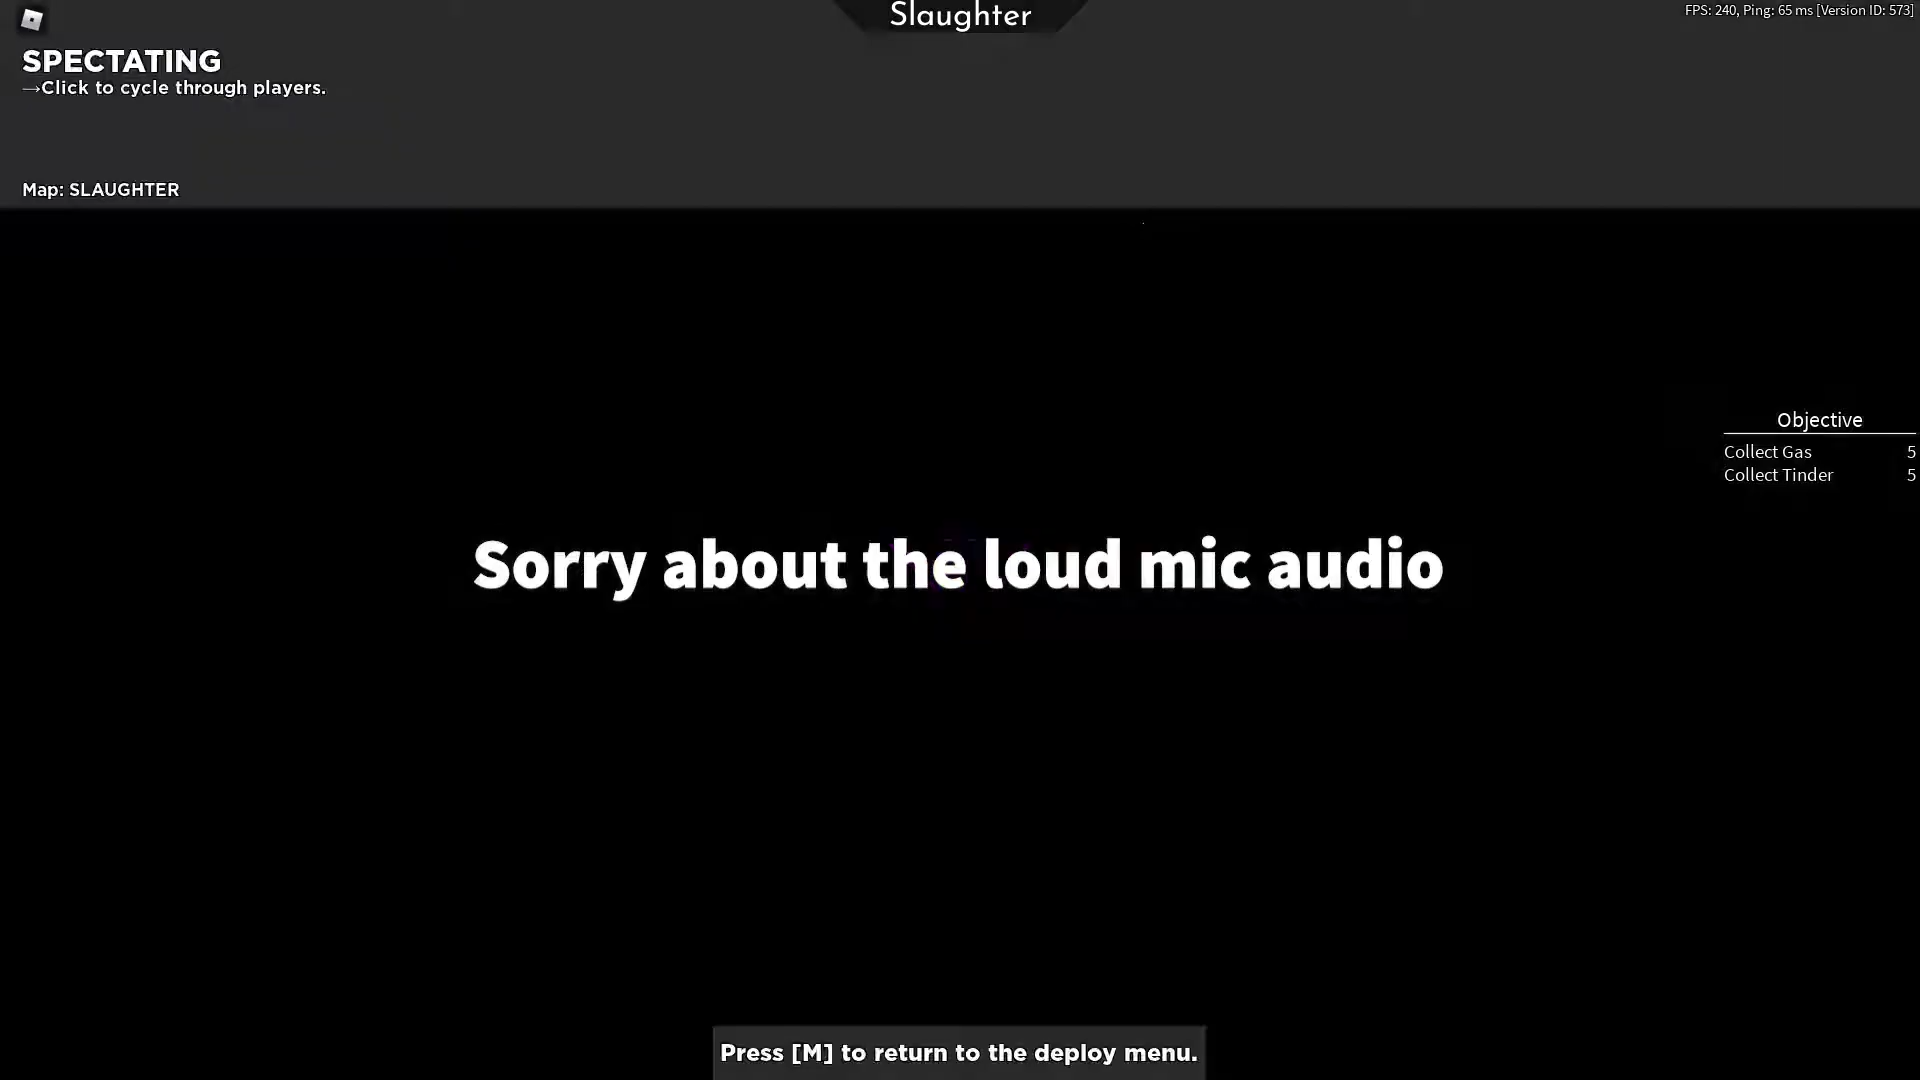 Slaughter
FPS: 240, Ping: 65 ms [Version ID: 573]
SPECTATING
→Click to cycle through players.
Map: SLAUGHTER
Objective
Collect Gas 5
Collect Tinder 5
Sorry about the loud mic audio
Press [M] to return to the deploy menu.